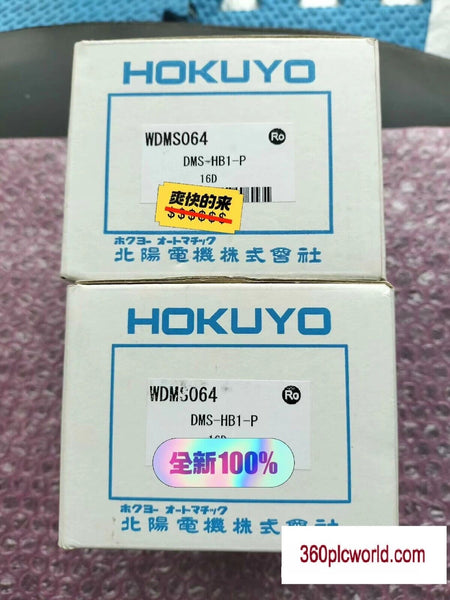 HOKUYO
WDMS064
Ro
DMS-HB1-P
16D
爽快的来
$$$$$$
ホクヨー オートマチック
北陽電機株式會社
HOKUYO
WDMS064
Ro
DMS-HB1-P
16D
全新100%
ホクヨー オートマチック
北陽電機株式會社
360plcworld.com